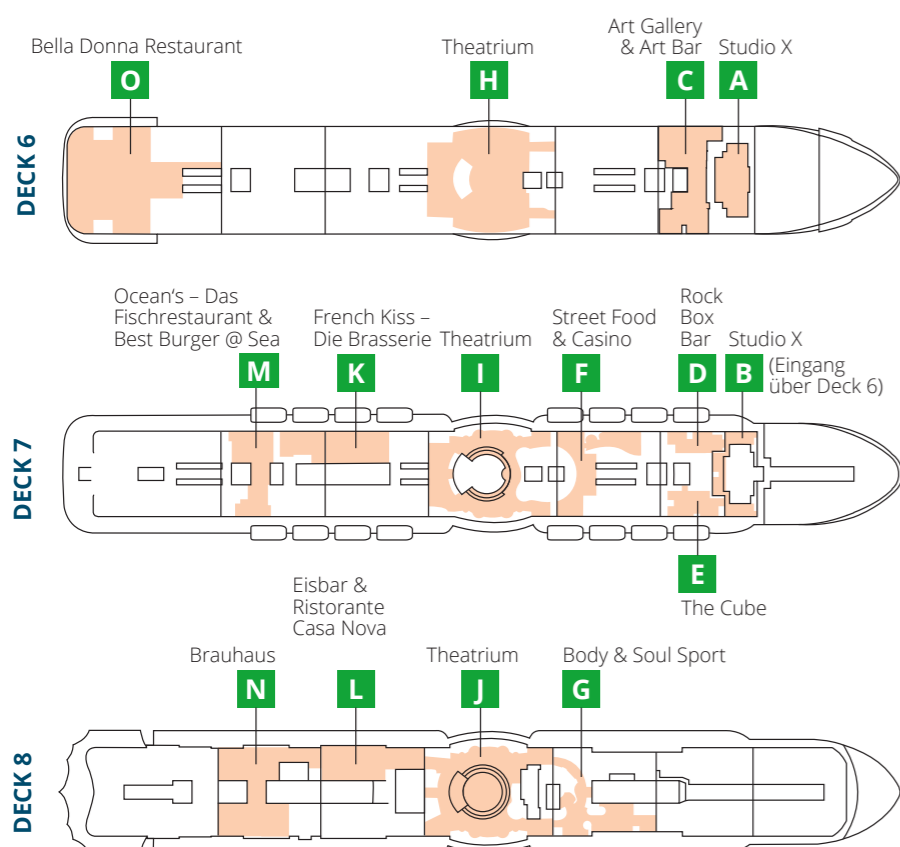 Bella Donna Restaurant
O
Theatrium
H
Art Gallery
& Art Bar
C
Studio X
A
DECK 6
Ocean‘s – Das
Fischrestaurant &
Best Burger @ Sea
M
French Kiss –
Die Brasserie
K
Theatrium
I
Street Food
& Casino
F
Rock
Box
Bar
D
Studio X
B
(Eingang
über Deck 6)
DECK 7
E
The Cube
Brauhaus
N
Eisbar &
Ristorante
Casa Nova
L
Theatrium
J
Body & Soul Sport
G
DECK 8